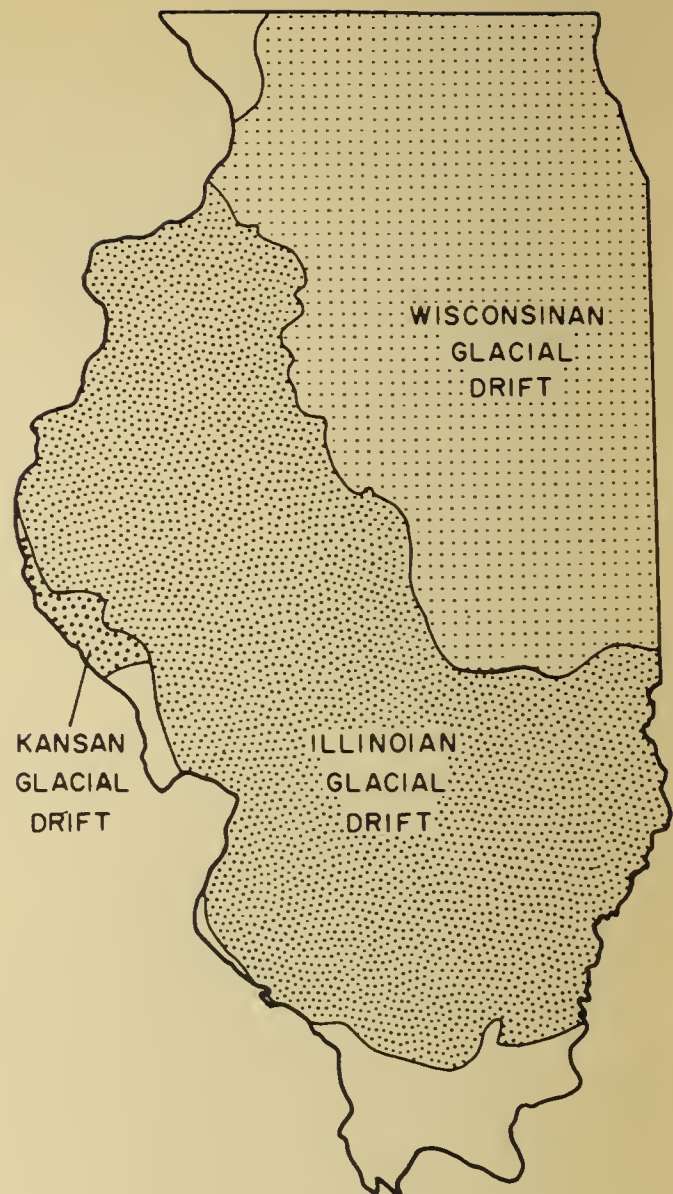 WISCONSINAN
GLACIAL
DRIFT
KANSAN
GLACIAL
DRIFT
ILLINOIAN
GLACIAL
DRIFT